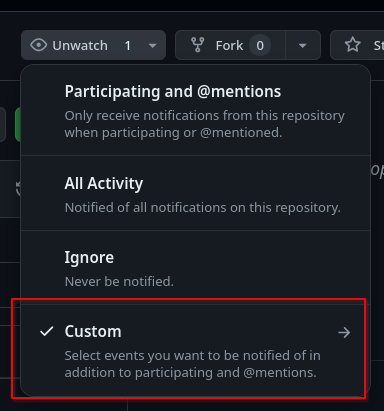 Unwatch 1 Fork 0 St
Participating and @mentions
Only receive notifications from this repository
when participating or @mentioned.
op
All Activity
Notified of all notifications on this repository.
Ignore
Never be notified.
Custom
Select events you want to be notified of in
addition to participating and @mentions.